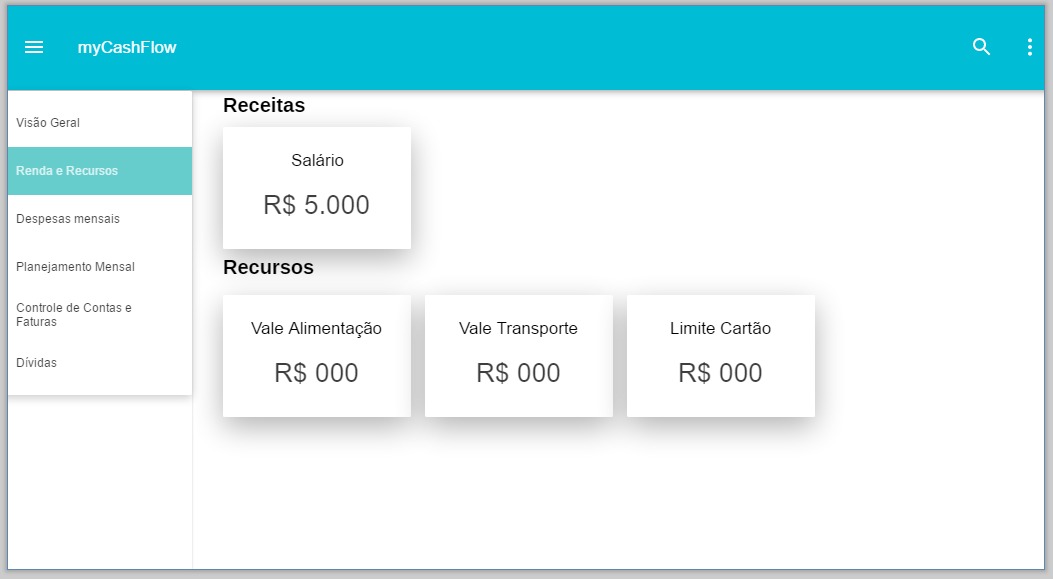 myCashFlow
Visão Geral
Renda e Recursos
Despesas mensais
Planejamento Mensal
Controle de Contas e
Faturas
Dívidas
Receitas
Salário
R$ 5.000
Recursos
Vale Alimentação
R$ 000
Vale Transporte
R$ 000
Limite Cartão
R$ 000